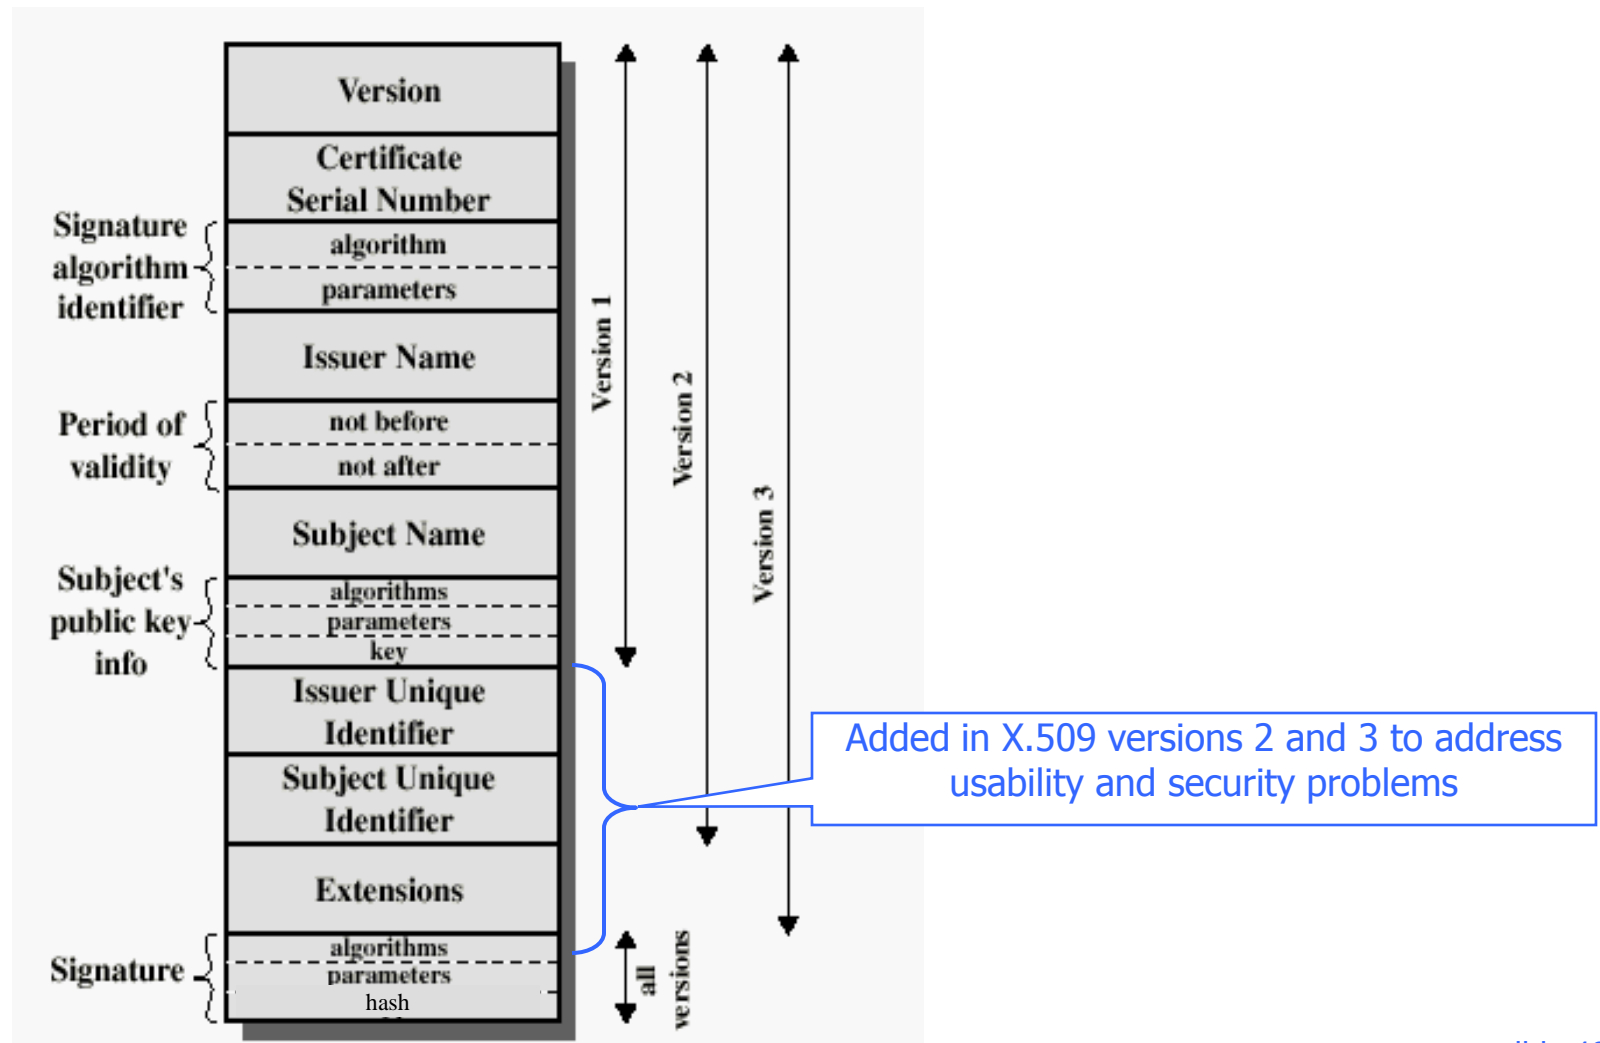 Version
Certificate
Serial Number
Signature
algorithm
identifier
algorithm
parameters
Issuer Name
Period of
validity
not before
not after
Subject Name
Subject's
public key
info
algorithms
parameters
key
Issuer Unique
Identifier
Subject Unique
Identifier
Extensions
Signature
algorithms
parameters
hash
Version 1
Version 2
Version 3
all
versions
Added in X.509 versions 2 and 3 to address
usability and security problems